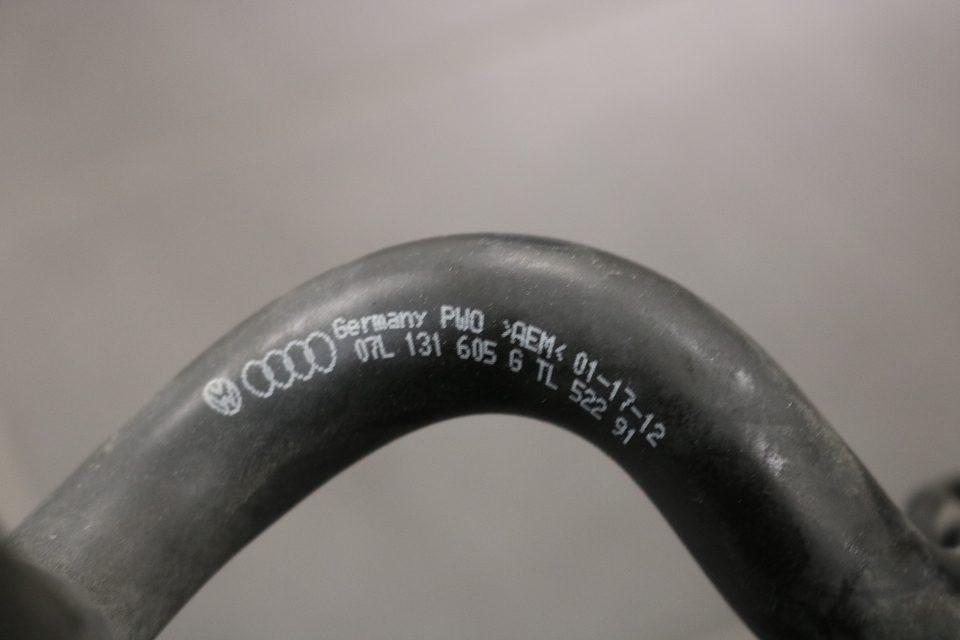 Germany PWO >AEM< 01-17-12
07L 131 605 G TL 522 91